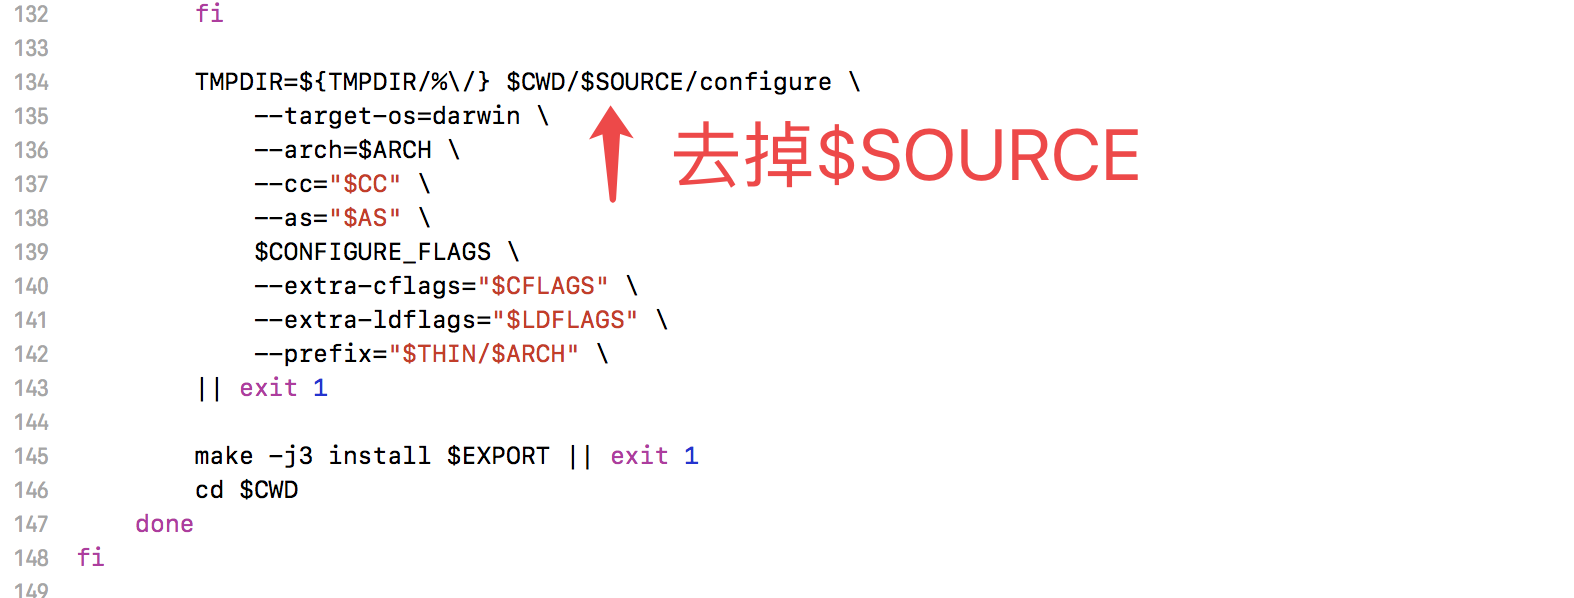 132         fi
133
134         TMPDIR=${TMPDIR/%\/} $CWD/$SOURCE/configure \
135             --target-os=darwin \
136             --arch=$ARCH \
137             --cc="$CC" \
138             --as="$AS" \
139             $CONFIGURE_FLAGS \
140             --extra-cflags="$CFLAGS" \
141             --extra-ldflags="$LDFLAGS" \
142             --prefix="$THIN/$ARCH" \
143         || exit 1
144
145         make -j3 install $EXPORT || exit 1
146         cd $CWD
147     done
148 fi
149
去掉$SOURCE